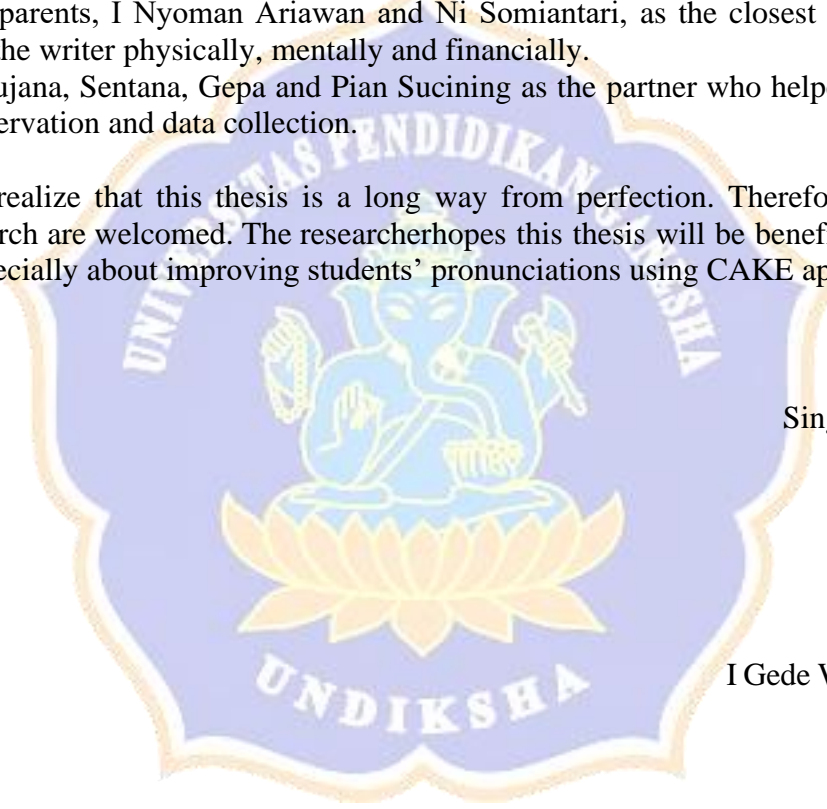 parents, I Nyoman Ariawan and Ni Somiantari, as the closest
the writer physically, mentally and financially.
ujana, Sentana, Gepa and Pian Sucining as the partner who helpe
ervation and data collection.
UNIVERSITAS PENDIDIKAN GANESHA
realize that this thesis is a long way from perfection. Therefo
rch are welcomed. The researcherhopes this thesis will be benefi
ecially about improving students’ pronunciations using CAKE ap
Sing
I Gede W
UNDIKSHA